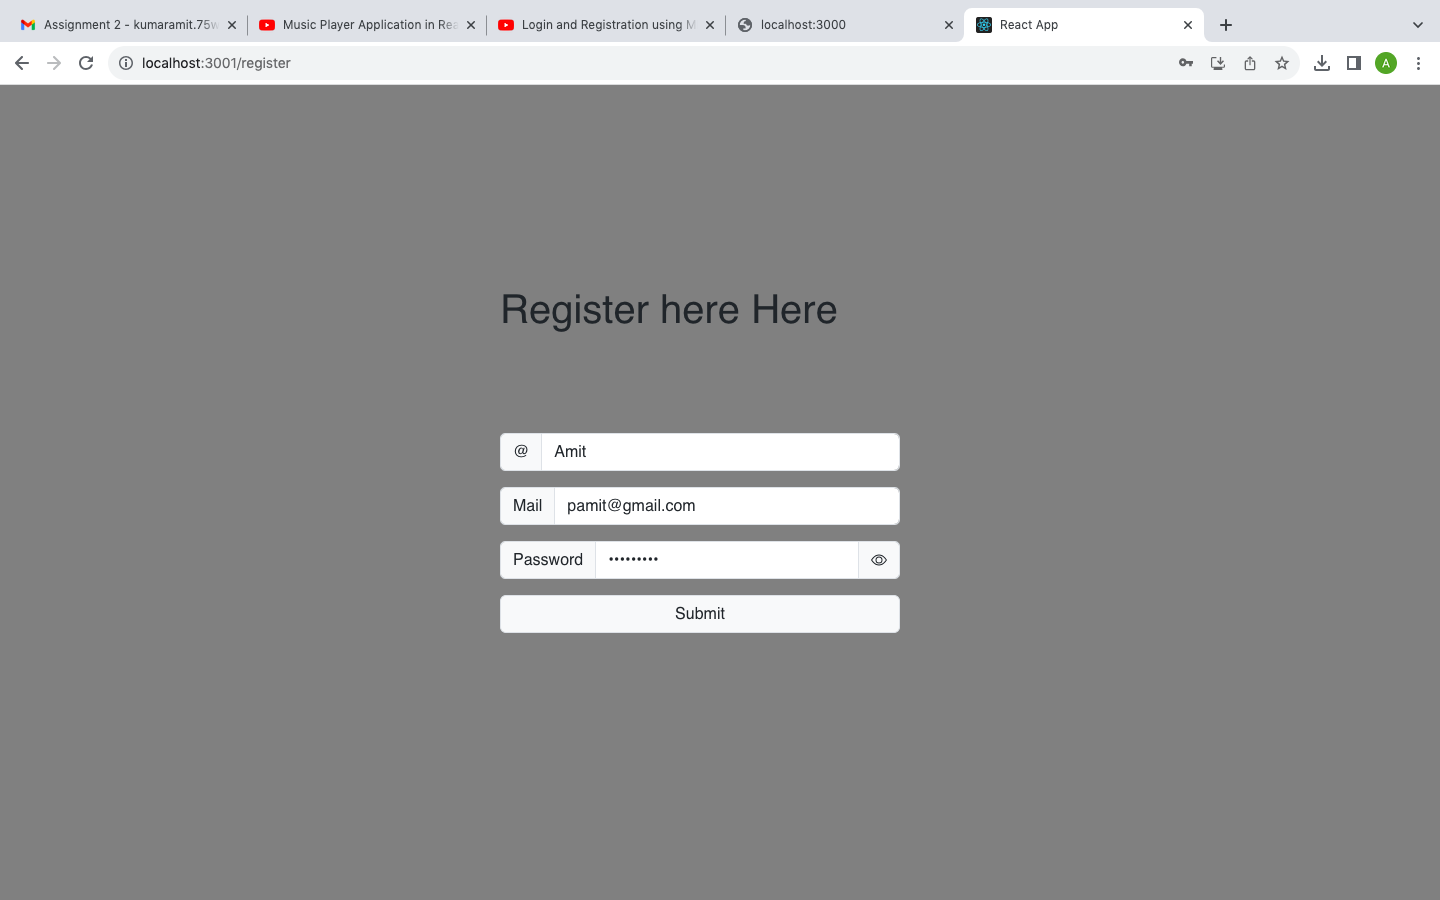 Assignment 2 - kumaramit.75w
Music Player Application in Rea
Login and Registration using M
localhost:3000
React App
localhost:3001/register
A
Register here Here
@ Amit
Mail pamit@gmail.com
Password •••••••••
Submit